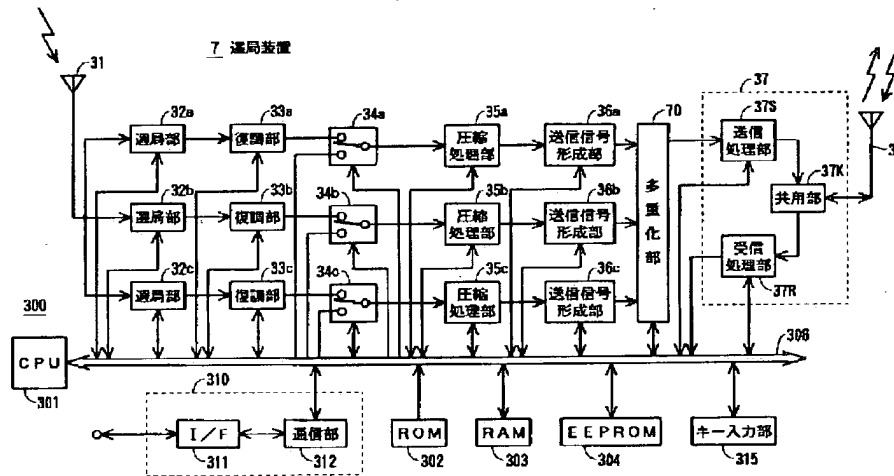 7 選局装置
31
32a
33a
34a
35a
36a
70
37
37S
選局部
復調部
圧縮
処理部
送信信号
形成部
送信
処理部
37K
共用部
32b
33b
34b
35b
36b
選局部
復調部
圧縮
処理部
送信信号
形成部
多重化部
受信
処理部
37R
32c
33c
34c
35c
36c
選局部
復調部
圧縮
処理部
送信信号
形成部
300
CPU
301
306
310
I/F
311
通信部
312
ROM
302
RAM
303
EEPROM
304
キー入力部
315